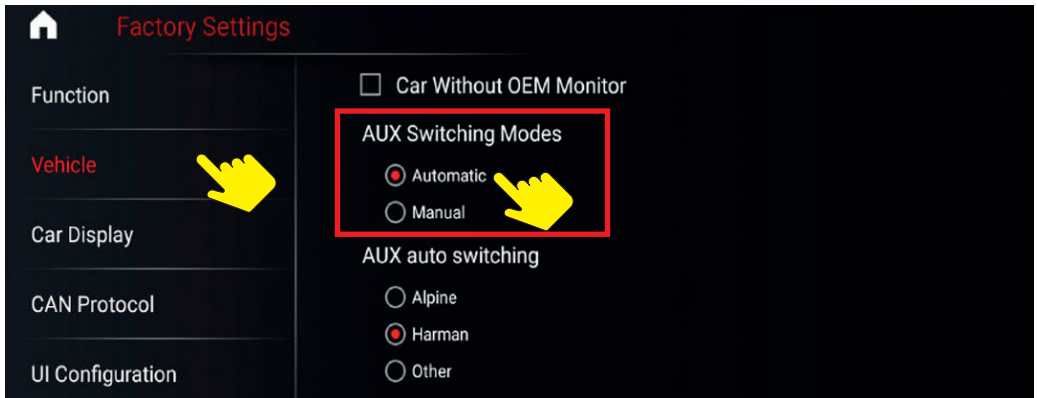 Factory Settings
Function
Vehicle
Car Display
CAN Protocol
UI Configuration
Car Without OEM Monitor
AUX Switching Modes
Automatic
Manual
AUX auto switching
Alpine
Harman
Other